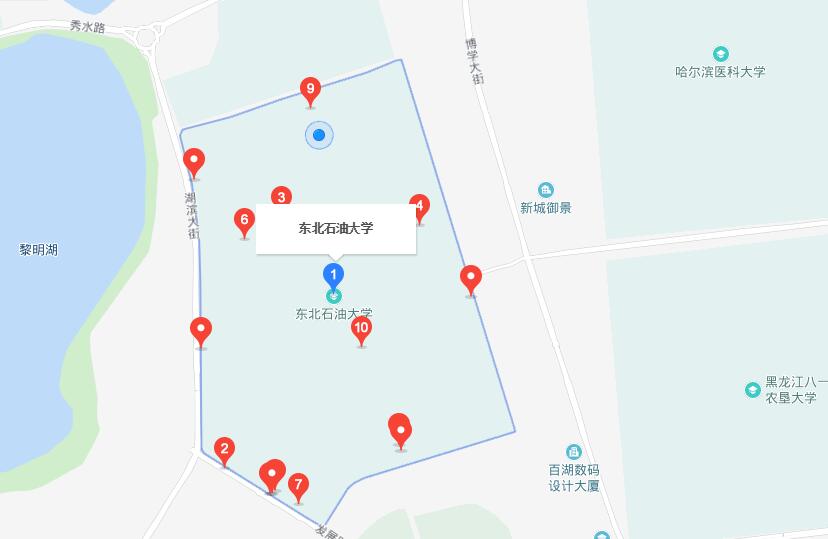 秀水路
博学大街
哈尔滨医科大学
9
3
6
4
湖滨大街
新城御景
东北石油大学
黎明湖
1
东北石油大学
10
黑龙江八一
农垦大学
2
7
百湖数码
设计大厦
发展